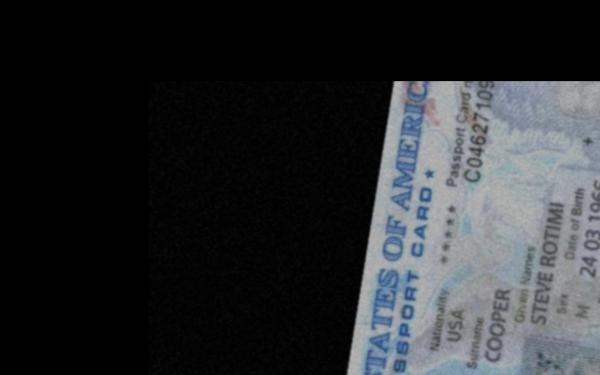 STATES OF AMERIC
SSPORT CARD ★
Nationality ★★★★★ Passport Card n
USA C04627109
Surname
COOPER
Given Names
STEVE ROTIMI
Sex Date of Birth
M 24 03 1966